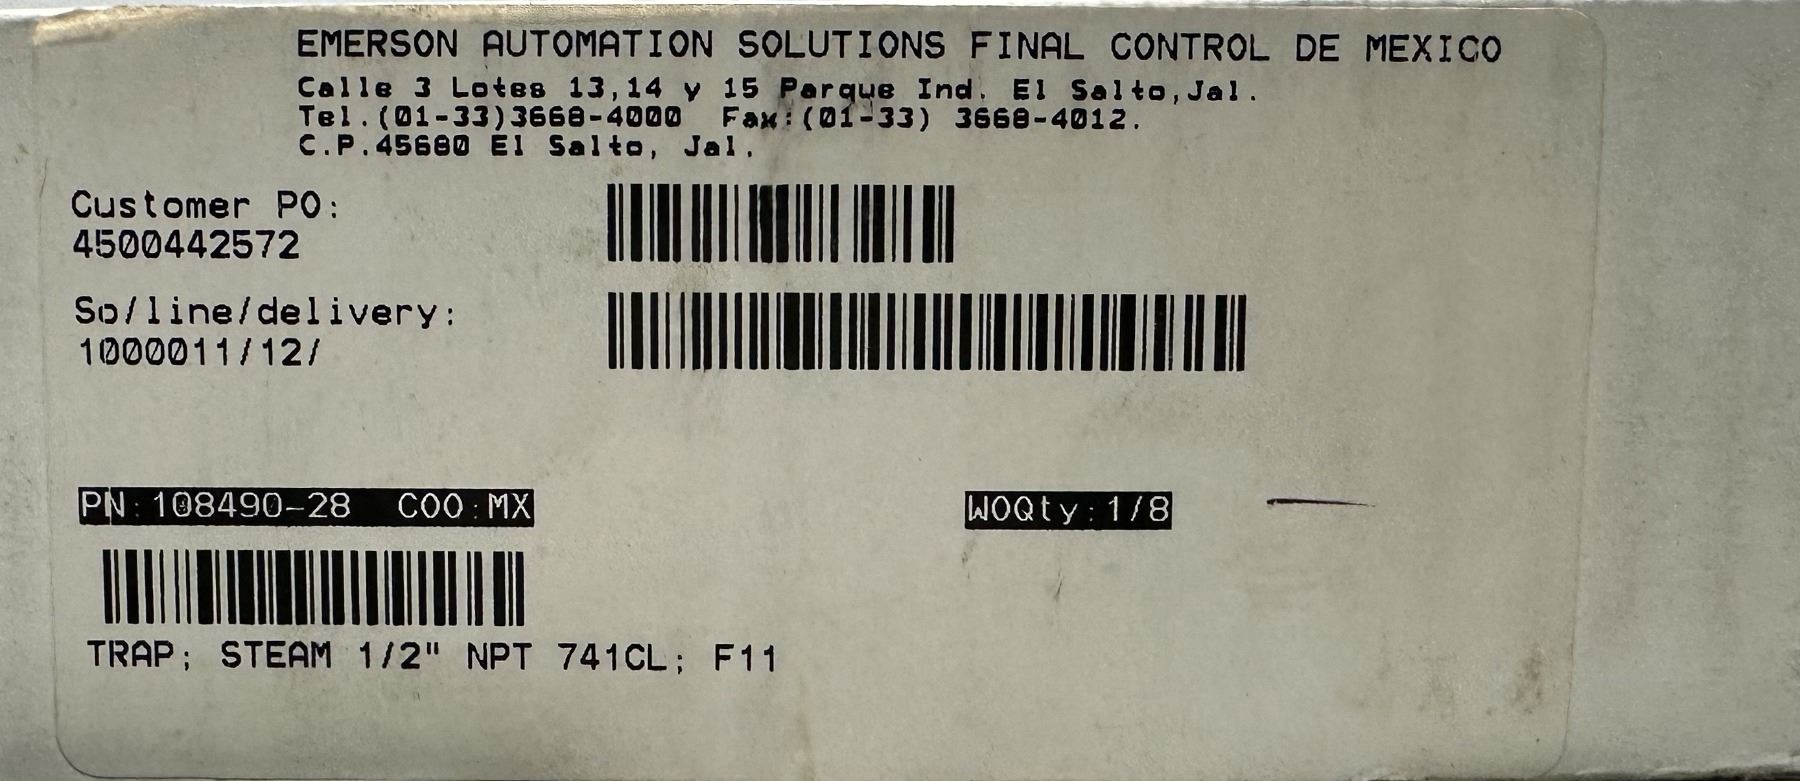 EMERSON AUTOMATION SOLUTIONS FINAL CONTROL DE MEXICO
Calle 3 Lotes 13,14 y 15 Parque Ind. El Salto,Jal.
Tel.(01-33)3668-4000 Fax:(01-33) 3668-4012.
C.P.45680 El Salto, Jal.
Customer PO:
4500442572
So/line/delivery:
1000011/12/
PN:108490-28 COO:MX
WOQty:1/8
TRAP; STEAM 1/2" NPT 741CL; F11